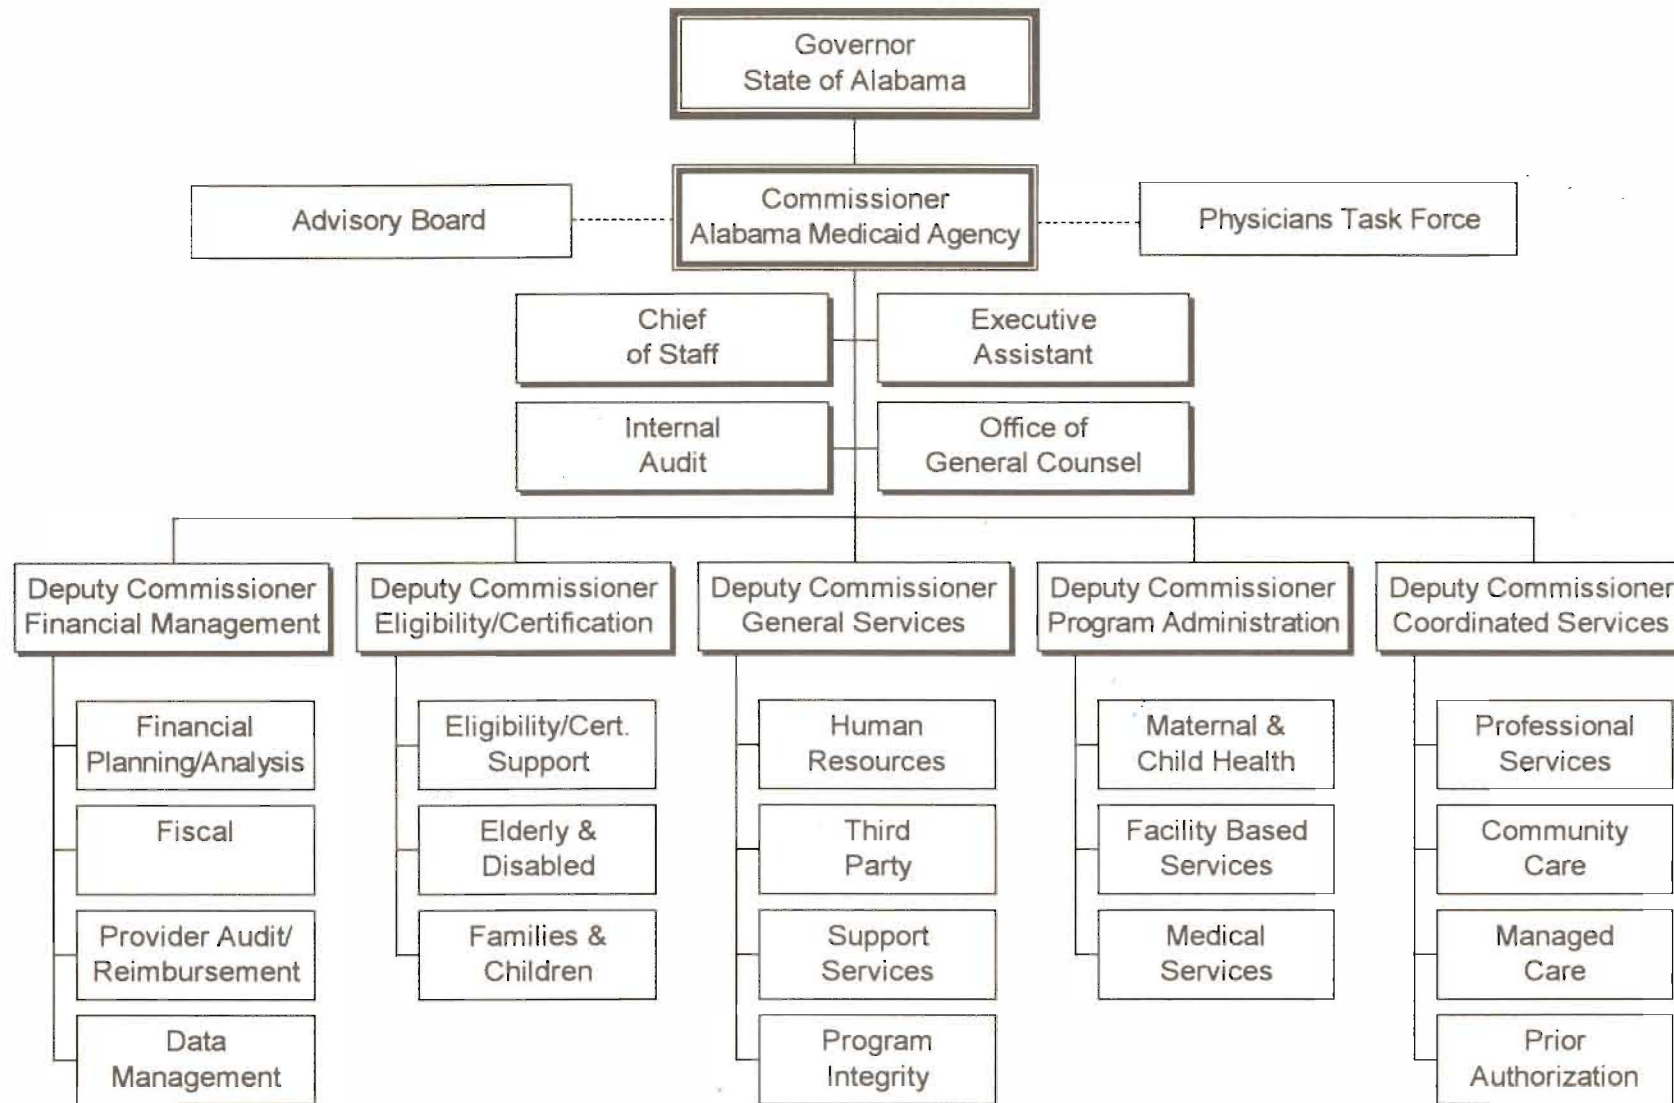 Governor
State of Alabama
Advisory Board
Commissioner
Alabama Medicaid Agency
Physicians Task Force
Chief
of Staff
Executive
Assistant
Internal
Audit
Office of
General Counsel
Deputy Commissioner
Financial Management
Deputy Commissioner
Eligibility/Certification
Deputy Commissioner
General Services
Deputy Commissioner
Program Administration
Deputy Commissioner
Coordinated Services
Financial
Planning/Analysis
Fiscal
Provider Audit/
Reimbursement
Data
Management
Eligibility/Cert.
Support
Elderly &
Disabled
Families &
Children
Human
Resources
Third
Party
Support
Services
Program
Integrity
Maternal &
Child Health
Facility Based
Services
Medical
Services
Professional
Services
Community
Care
Managed
Care
Prior
Authorization